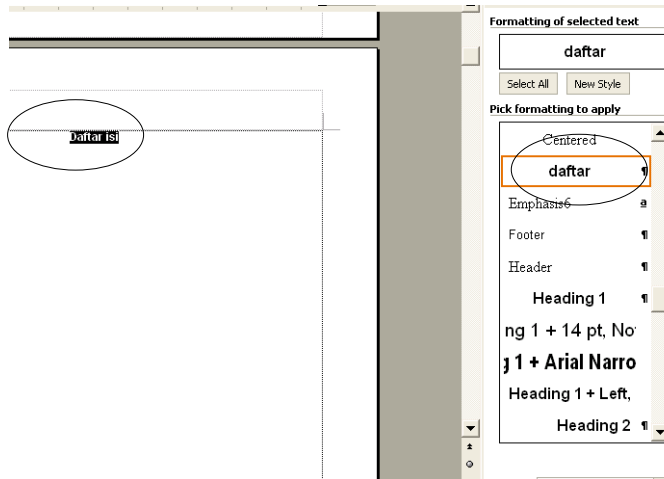 Daftar isi
Formatting of selected text
daftar
Select All New Style
Pick formatting to apply
Centered
daftar ¶
Emphasis6 a
Footer ¶
Header ¶
Heading 1 ¶
ng 1 + 14 pt, No
1 + Arial Narro
Heading 1 + Left,
Heading 2 ¶